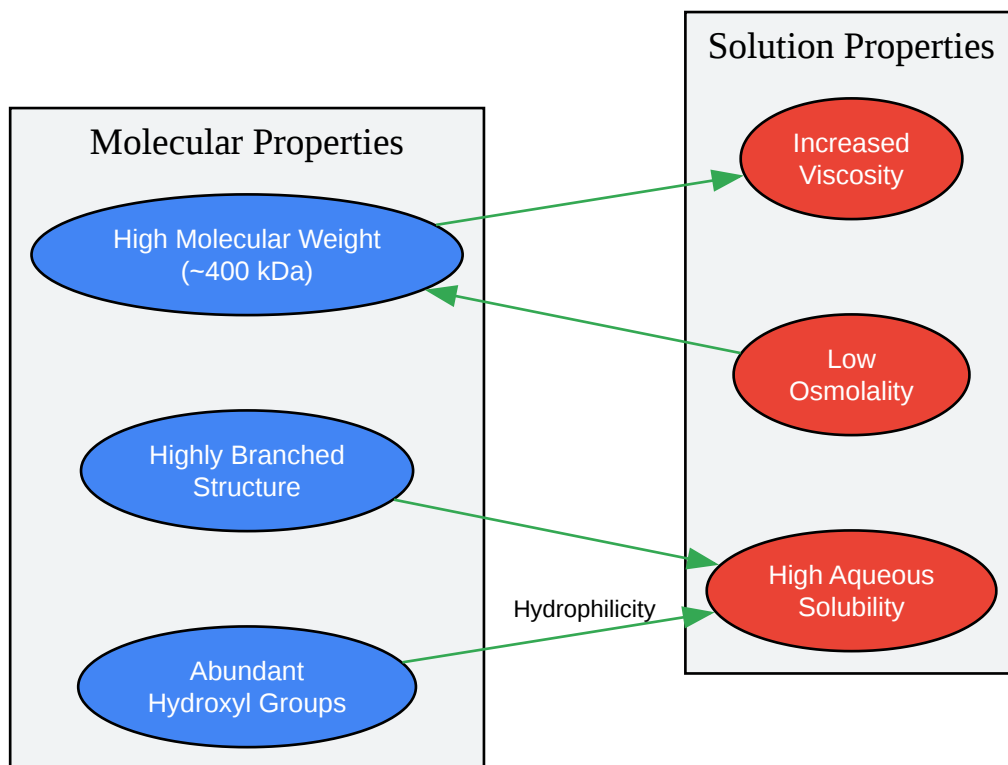 Molecular Properties
High Molecular Weight
(~400 kDa)
Highly Branched
Structure
Abundant
Hydroxyl Groups
Hydrophilicity
Solution Properties
Increased
Viscosity
Low
Osmolality
High Aqueous
Solubility